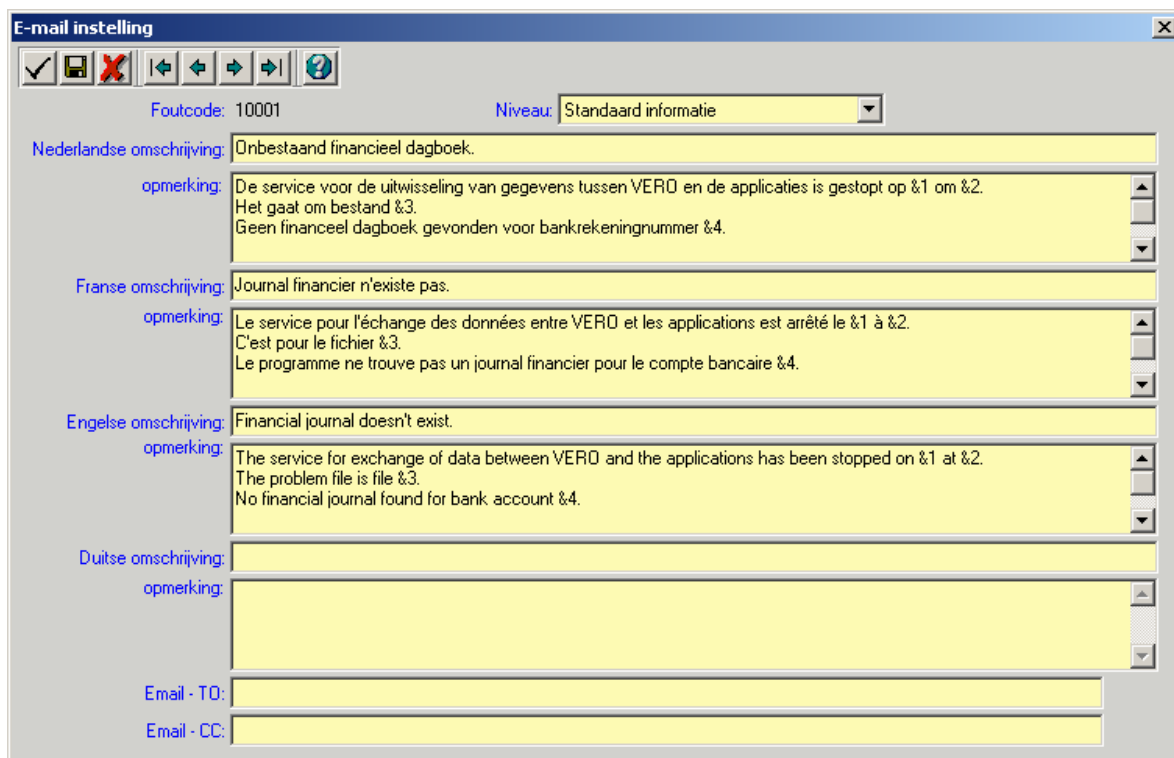 E-mail instelling
Foutcode: 10001 Niveau: Standaard informatie
Nederlandse omschrijving: Onbestaand financieel dagboek.
opmerking: De service voor de uitwisseling van gegevens tussen VERO en de applicaties is gestopt op &1 om &2.
Het gaat om bestand &3.
Geen financeel dagboek gevonden voor bankrekeningnummer &4.
Franse omschrijving: Journal financier n'existe pas.
opmerking: Le service pour l'échange des données entre VERO et les applications est arrêté le &1 à &2.
C'est pour le fichier &3.
Le programme ne trouve pas un journal financier pour le compte bancaire &4.
Engelse omschrijving: Financial journal doesn't exist.
opmerking: The service for exchange of data between VERO and the applications has been stopped on &1 at &2.
The problem file is file &3.
No financial journal found for bank account &4.
Duitse omschrijving:
opmerking:
Email - TO:
Email - CC: